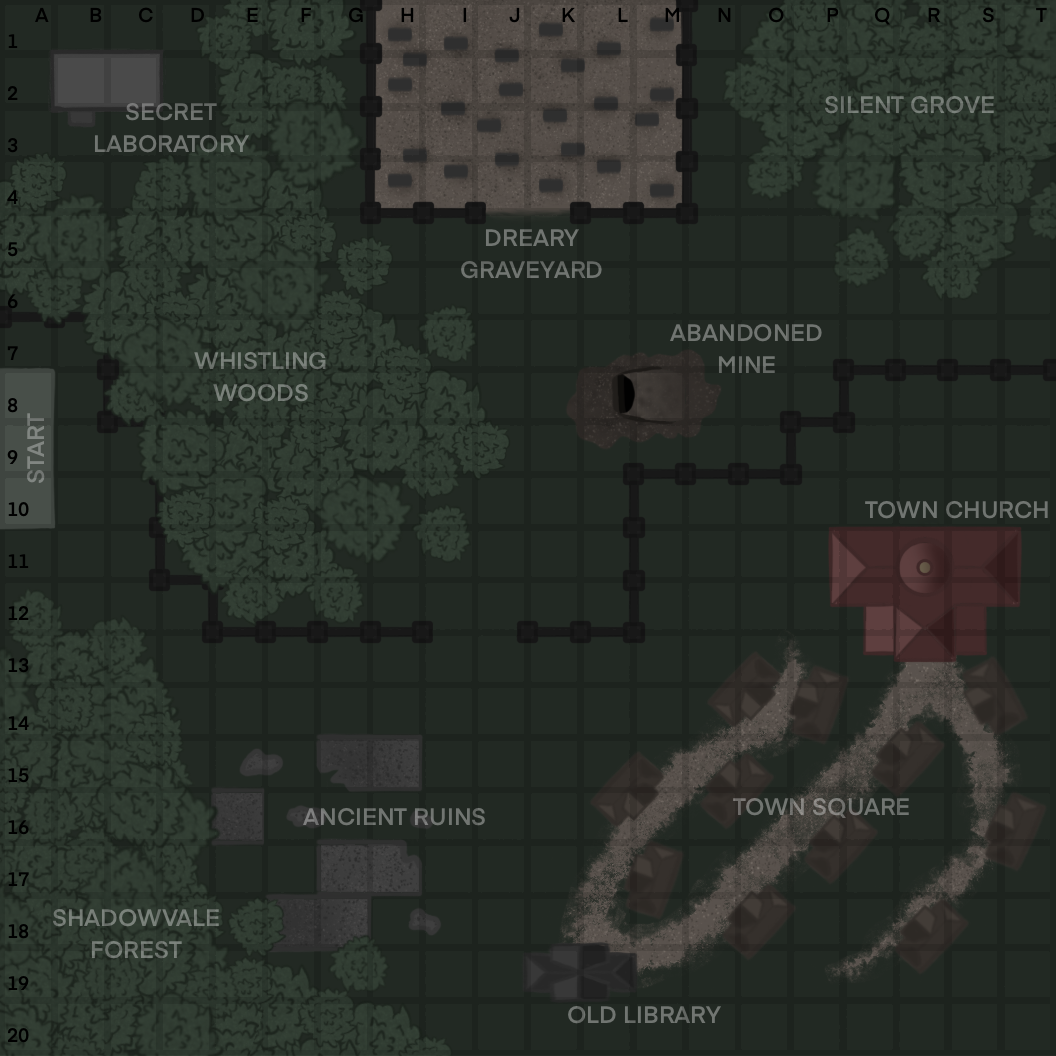 A B C D E F G H I J K L M N O P Q R S T
1
2
SILENT GROVE
SECRET
LABORATORY
3
4
DREARY
GRAVEYARD
5
6
ABANDONED
MINE
7
WHISTLING
WOODS
8
START
9
10
TOWN CHURCH
11
12
13
14
15
TOWN SQUARE
ANCIENT RUINS
16
17
SHADOWVALE
FOREST
18
19
OLD LIBRARY
20